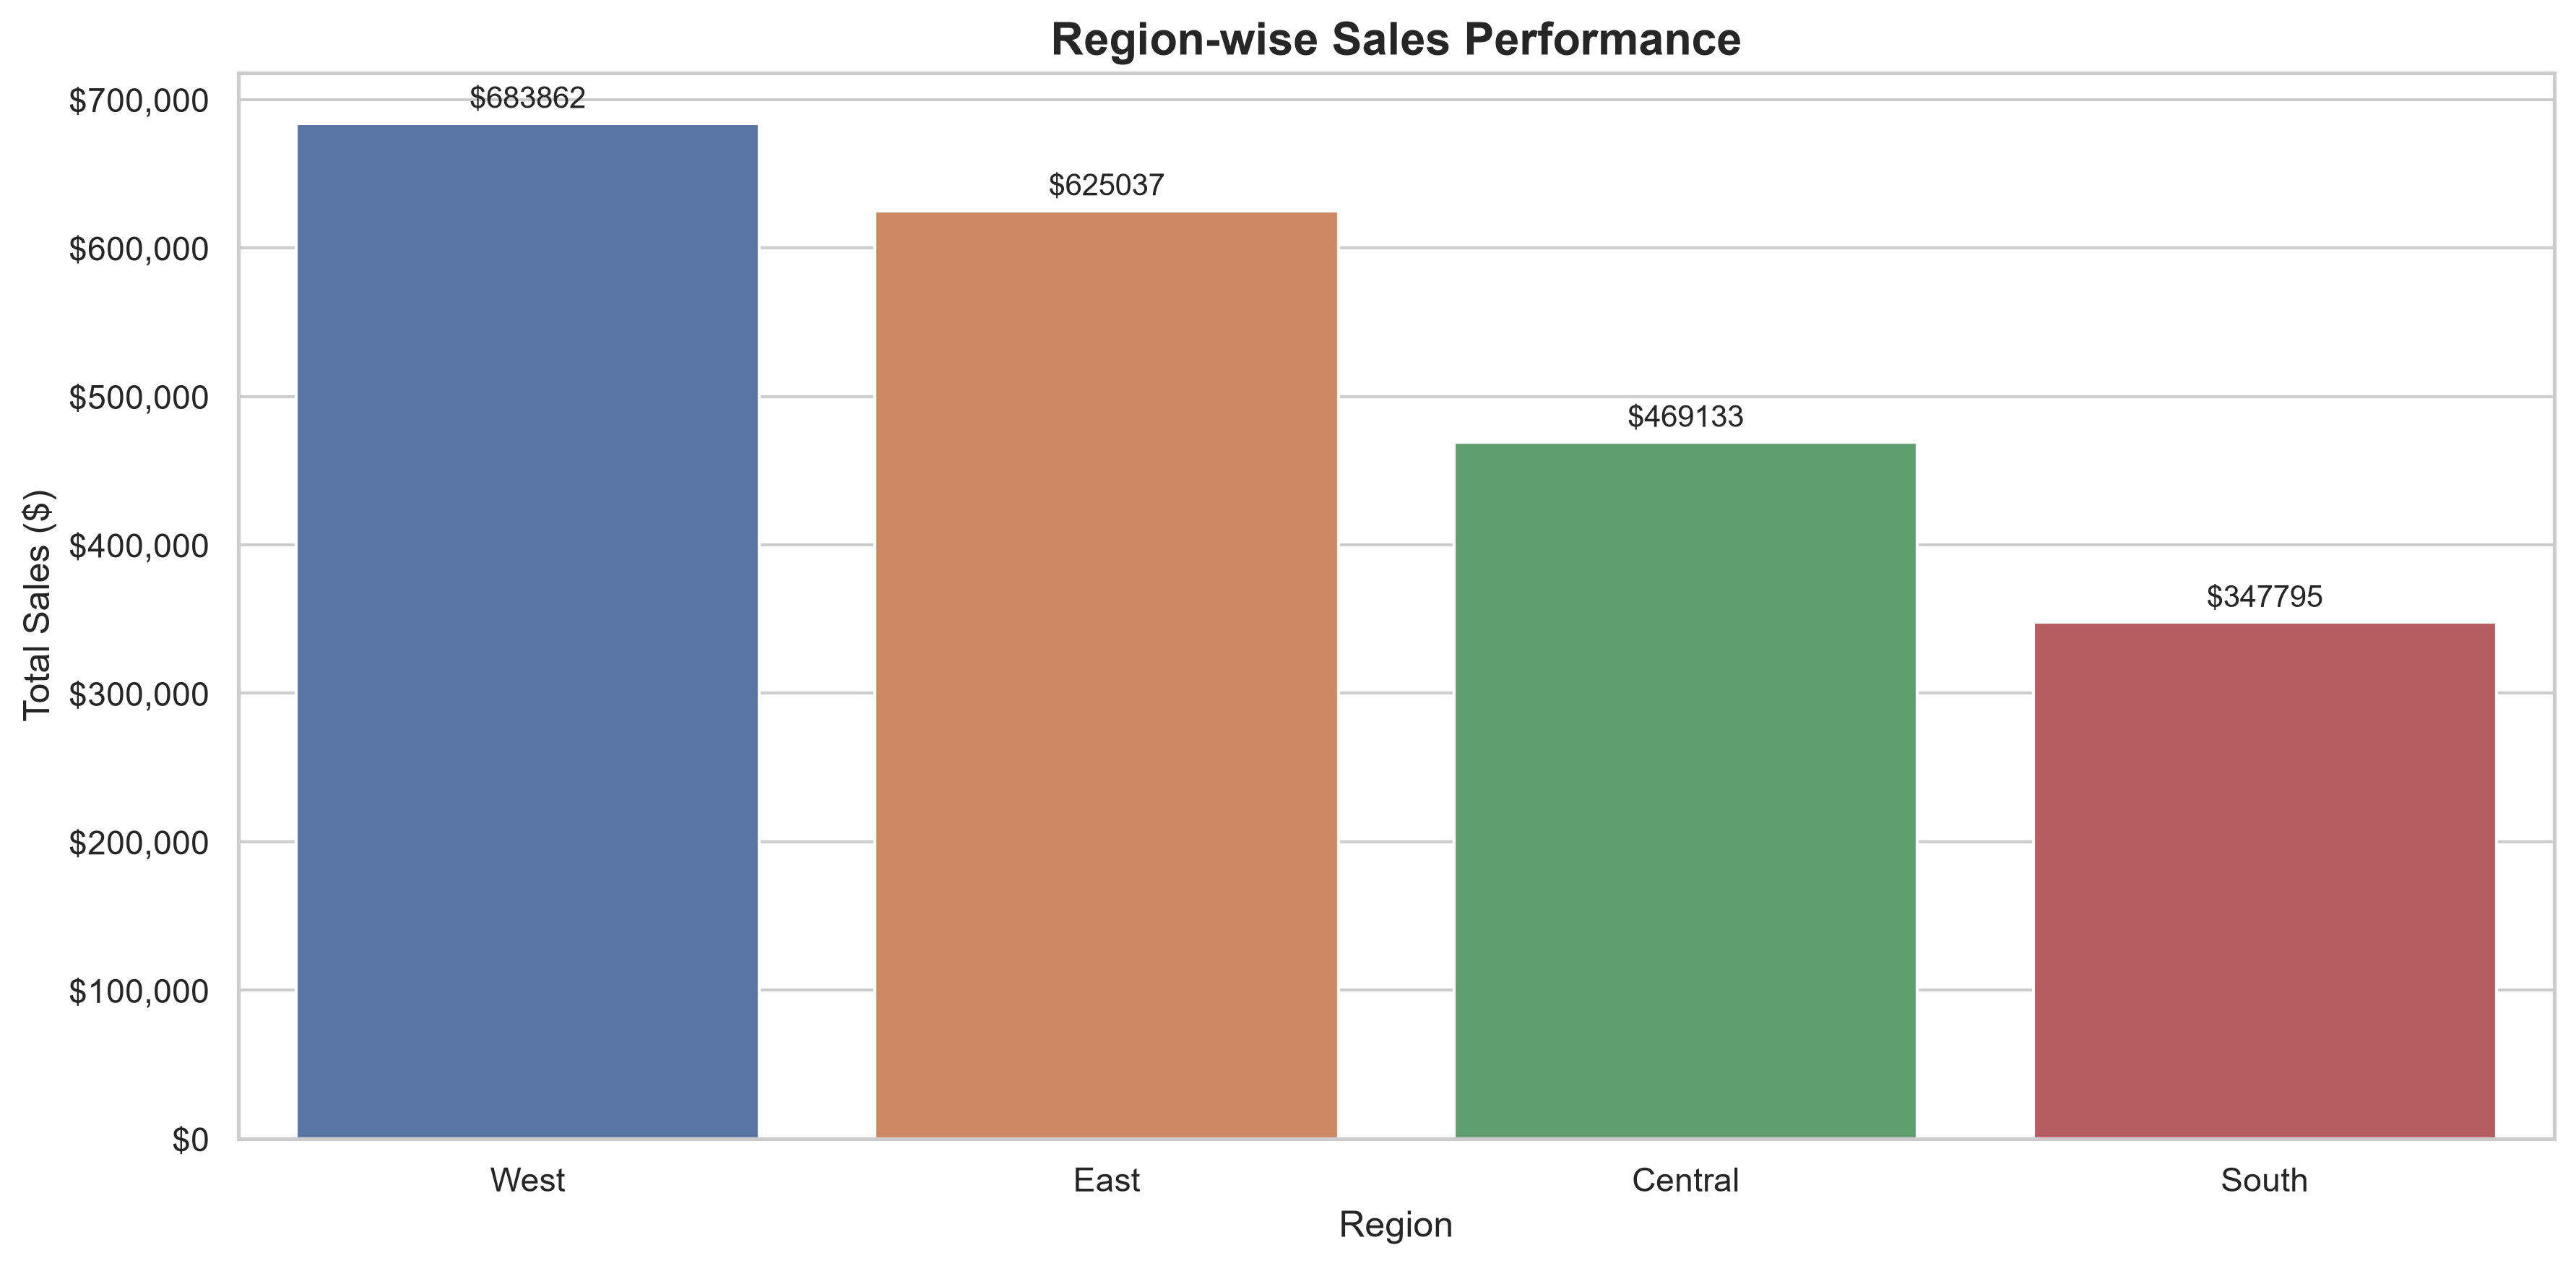 Region-wise Sales Performance
$700,000
$600,000
$500,000
$400,000
$300,000
$200,000
$100,000
$0
Total Sales ($)
$683862
$625037
$469133
$347795
West
East
Central
South
Region